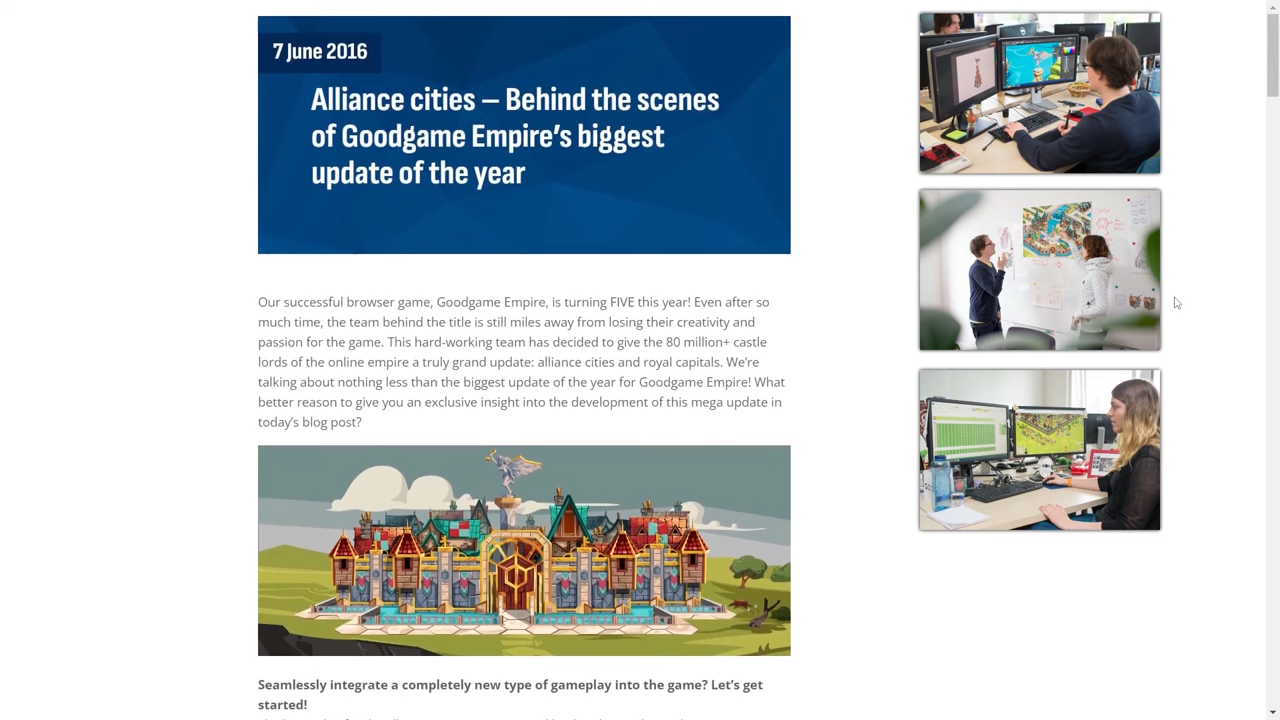 7 June 2016
Alliance cities – Behind the scenes
of Goodgame Empire's biggest
update of the year
Our successful browser game, Goodgame Empire, is turning FIVE this year! Even after so
much time, the team behind the title is still miles away from losing their creativity and
passion for the game. This hard-working team has decided to give the 80 million+ castle
lords of the online empire a truly grand update: alliance cities and royal capitals. We're
talking about nothing less than the biggest update of the year for Goodgame Empire! What
better reason to give you an exclusive insight into the development of this mega update in
today's blog post?
Seamlessly integrate a completely new type of gameplay into the game? Let's get
started!